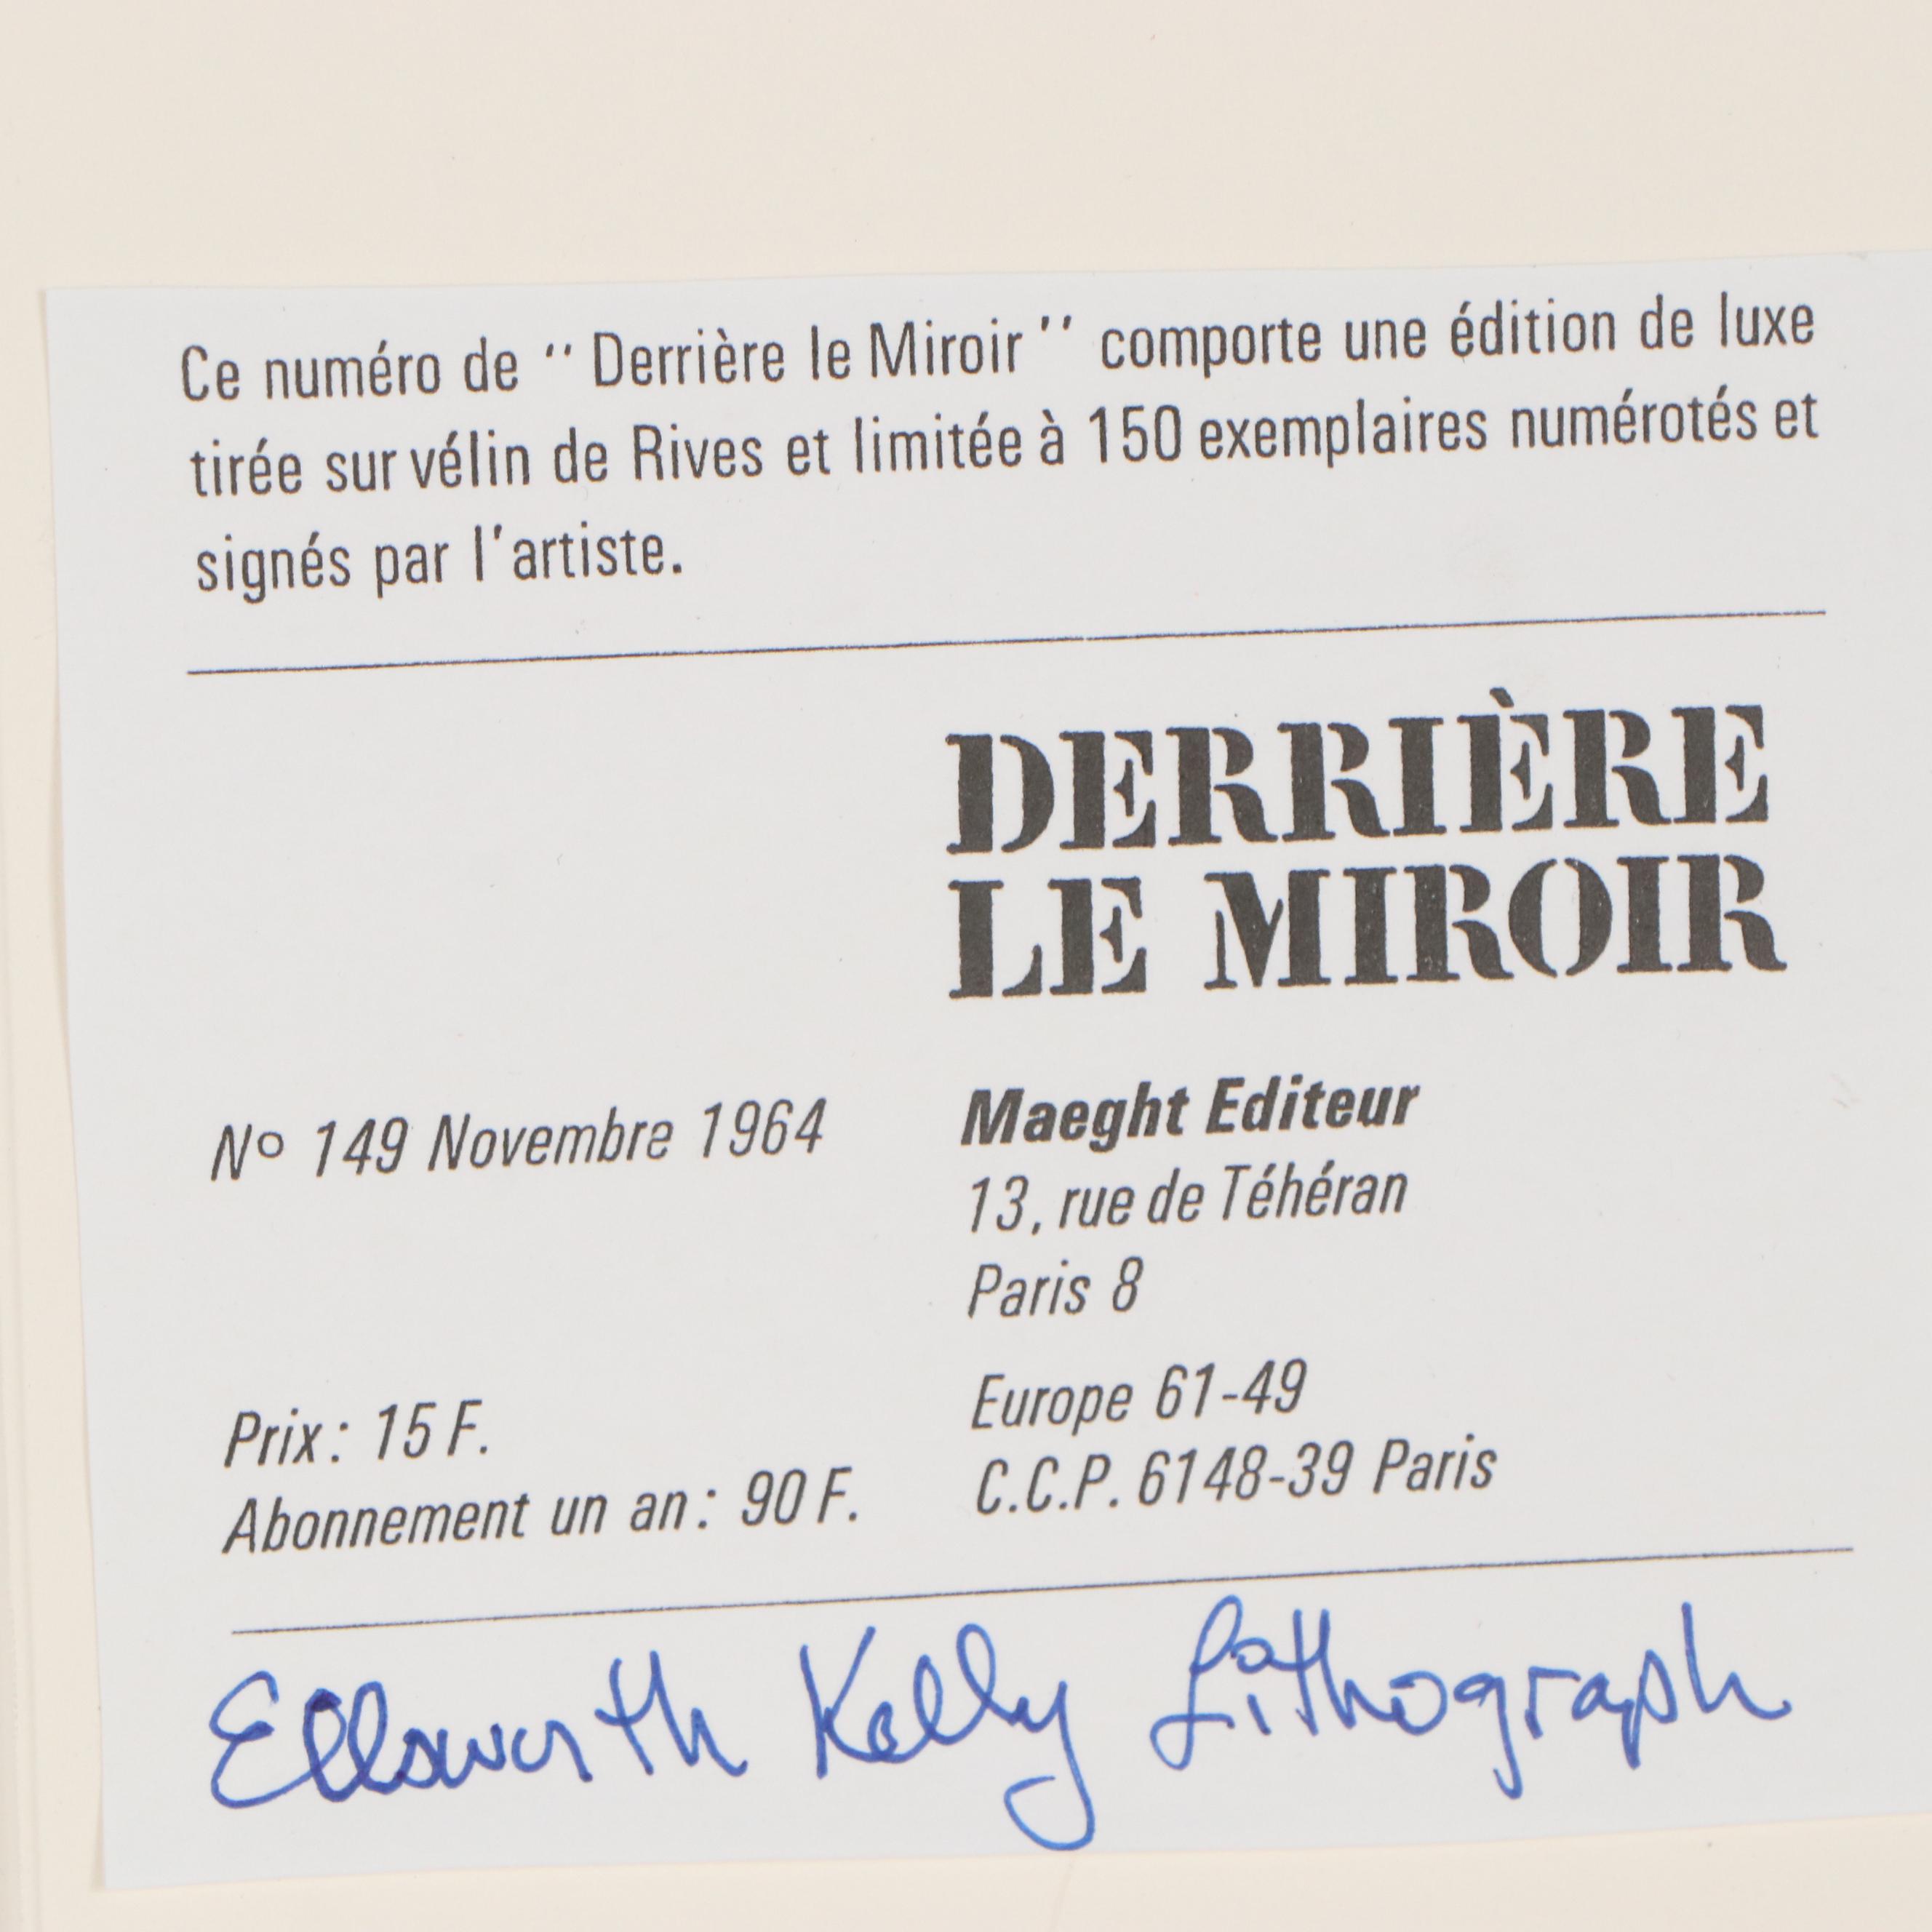 Ce numéro de “Derrière le Miroir” comporte une édition de luxe
tirée sur vélin de Rives et limitée à 150 exemplaires numérotés et
signés par l'artiste.
DERRIÈRE
LE MIROIR
Nº 149 Novembre 1964
Maeght Editeur
13, rue de Téhéran
Paris 8
Prix: 15 F.
Abonnement un an: 90 F.
Europe 61-49
C.C.P. 6148-39 Paris
Ellsworth Kelly Lithograph